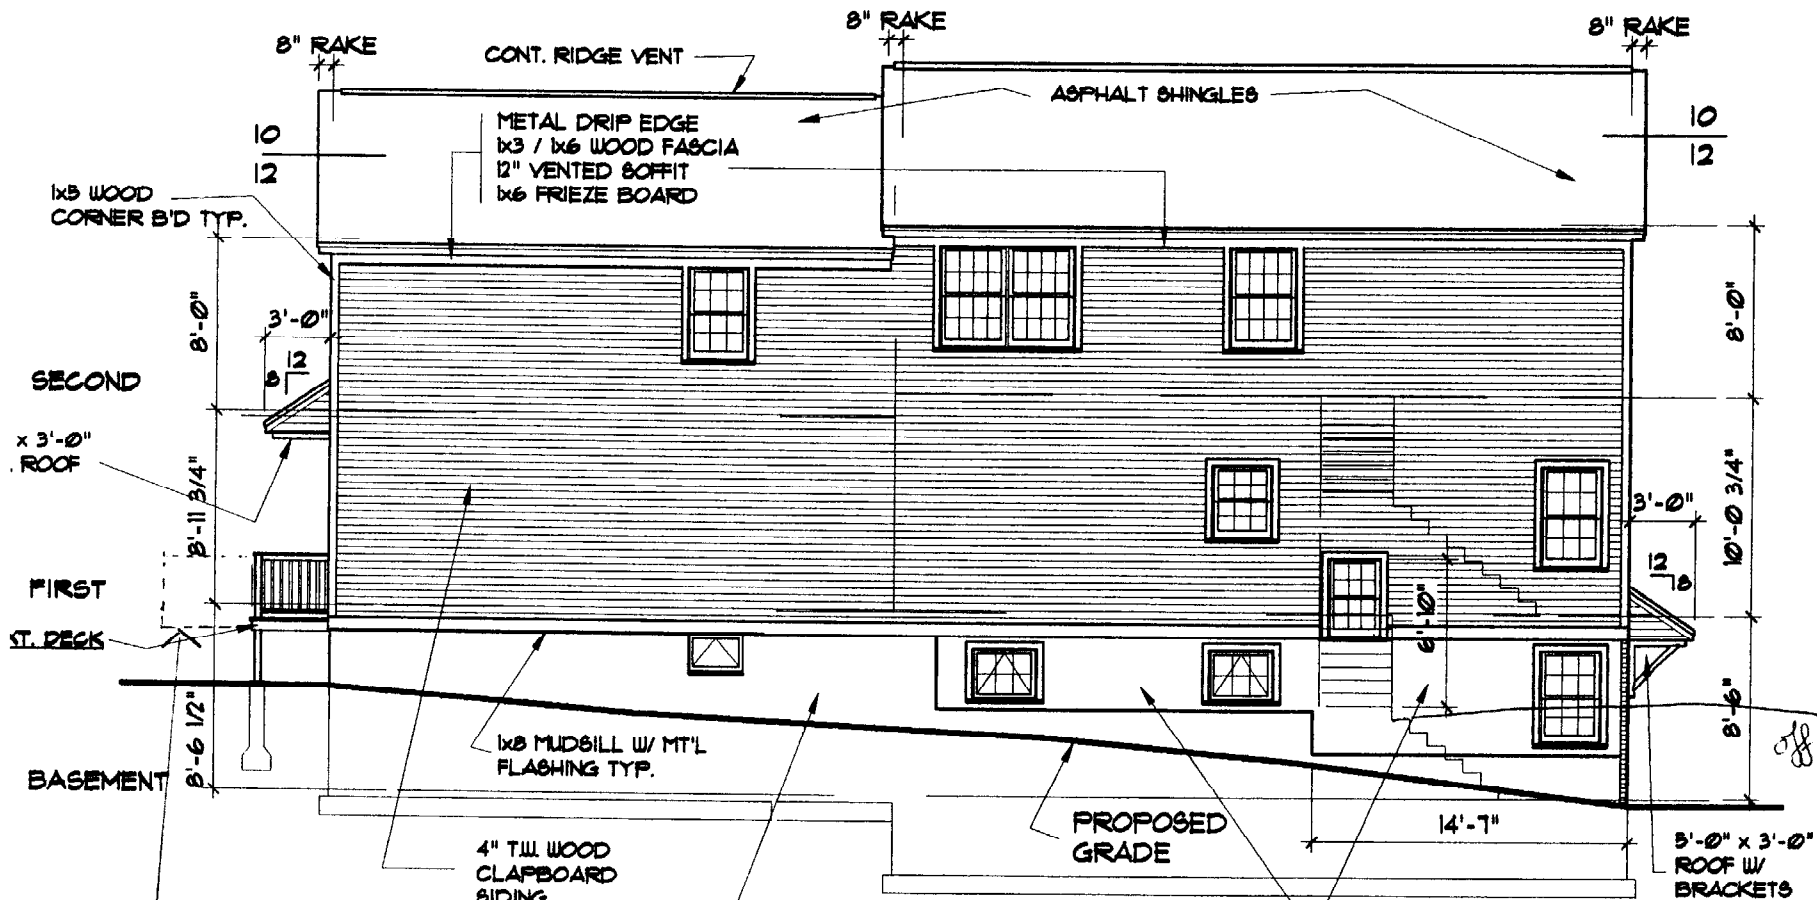 8" RAKE
8" RAKE
8" RAKE
CONT. RIDGE VENT
ASPHALT SHINGLES
METAL DRIP EDGE
1x3 / 1x6 WOOD FASCIA
12" VENTED SOFFIT
1x6 FRIEZE BOARD
10
12
10
12
1x5 WOOD
CORNER B'D TYP.
8'-0"
3'-0"
12
8
8'-0"
SECOND
x 3'-0"
ROOF
8'-11 3/4"
10'-0 3/4"
3'-0"
12
8
FIRST
ST. DECK
6'-10"
8'-6 1/2"
8'-6"
1x8 MUDSILL W/ MT'L
FLASHING TYP.
BASEMENT
PROPOSED
GRADE
14'-7"
4" T.W. WOOD
CLAPBOARD
SIDING
5'-0" x 3'-0"
ROOF W/
BRACKETS